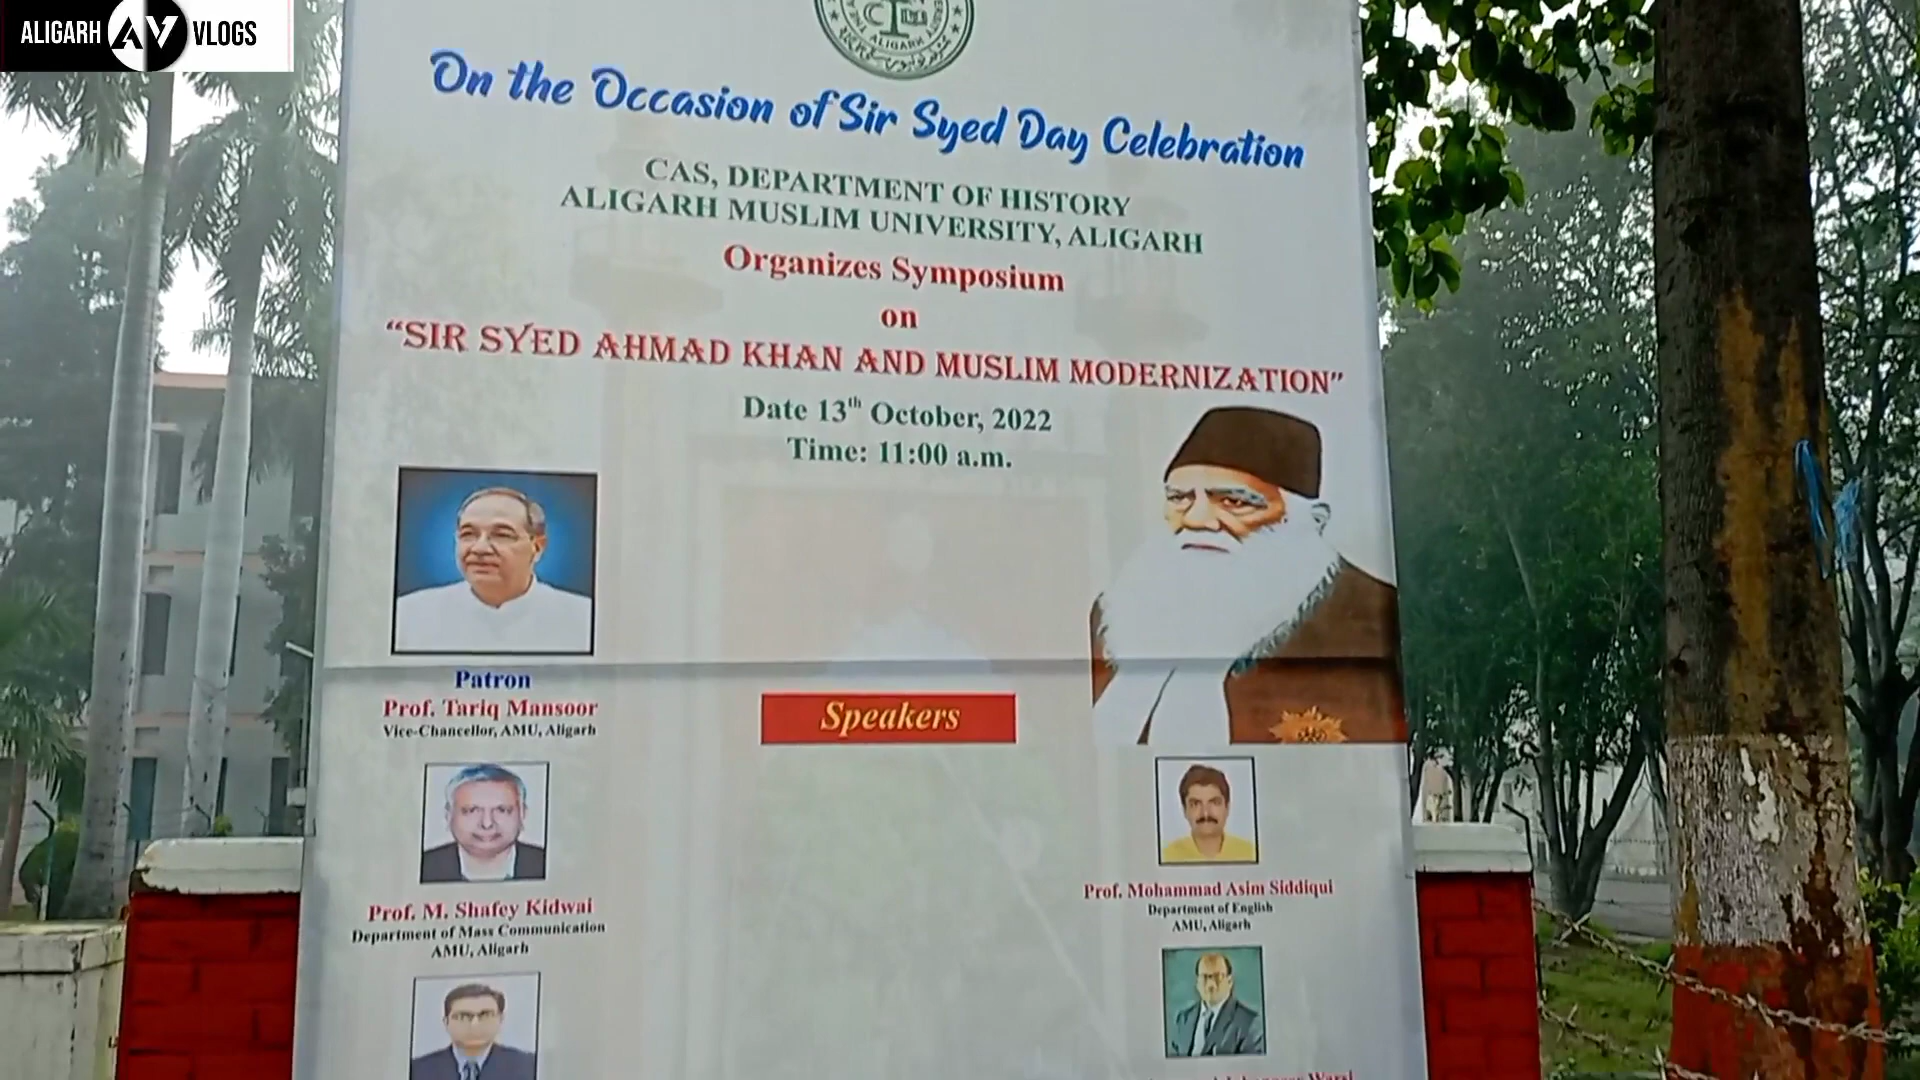 ALIGARH AV VLOGS
ALIGARH
On the Occasion of Sir Syed Day Celebration
CAS, DEPARTMENT OF HISTORY
ALIGARH MUSLIM UNIVERSITY, ALIGARH
Organizes Symposium
on
"SIR SYED AHMAD KHAN AND MUSLIM MODERNIZATION"
Date 13th October, 2022
Time: 11:00 a.m.
Patron
Prof. Tariq Mansoor
Vice-Chancellor, AMU, Aligarh
Speakers
Prof. M. Shafey Kidwai
Department of Mass Communication
AMU, Aligarh
Prof. Mohammad Asim Siddiqui
Department of English
AMU, Aligarh
Warsi